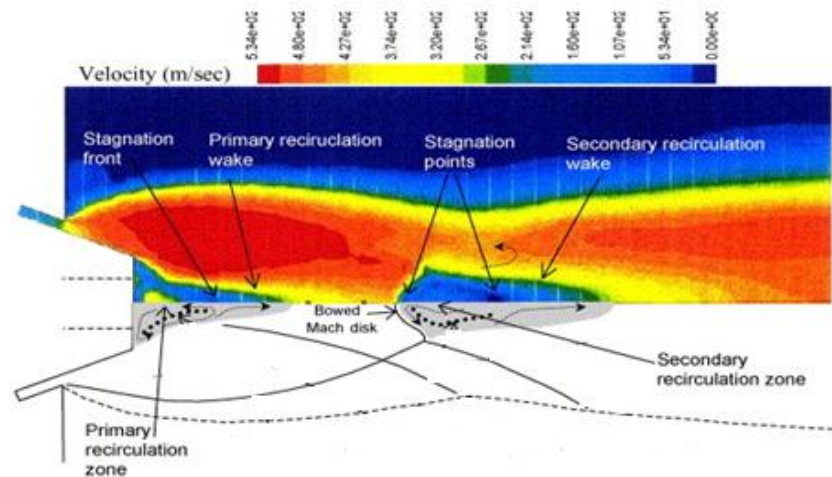 5.34e+02
4.80e+02
4.27e+02
3.74e+02
3.20e+02
2.67e+02
2.14e+02
1.60e+02
1.07e+02
5.34e+01
0.00e+00
Velocity (m/sec)
Stagnation
front
Primary reciruclation
wake
Stagnation
points
Secondary recirculation
wake
Bowed
Mach disk
Secondary
recirculation zone
Primary
recirculation
zone